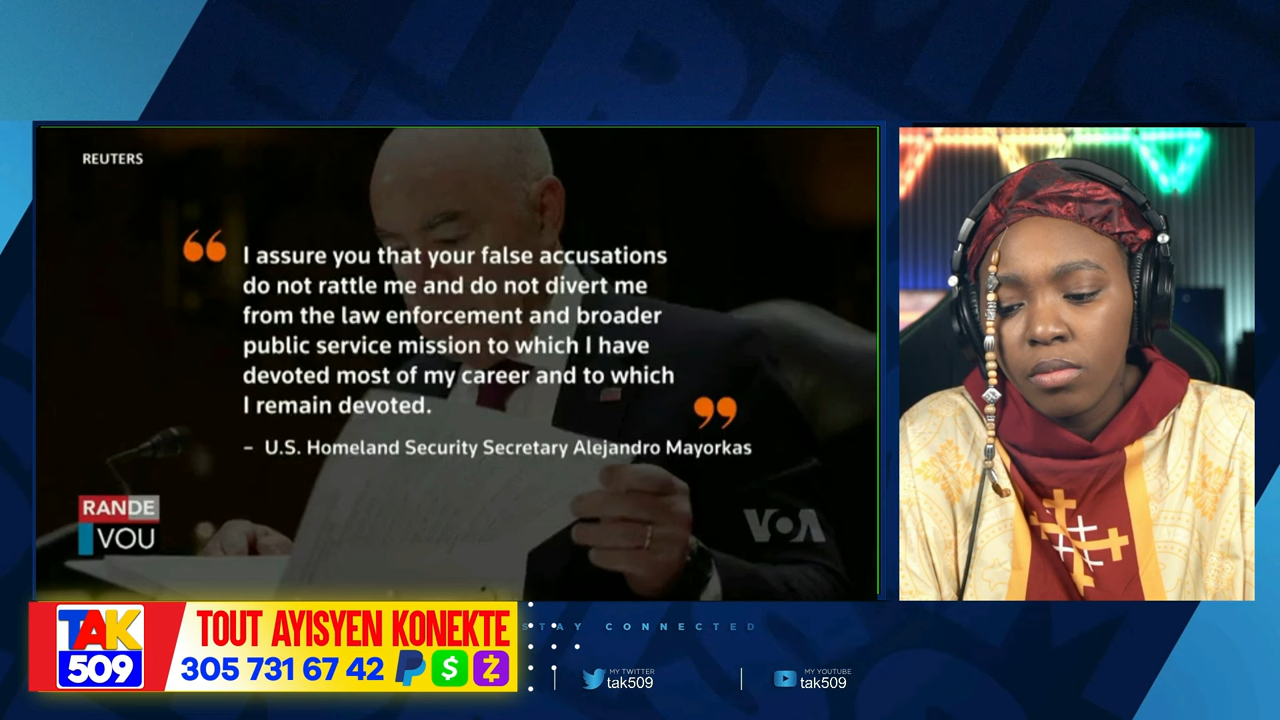 REUTERS
“ I assure you that your false accusations
do not rattle me and do not divert me
from the law enforcement and broader
public service mission to which I have
devoted most of my career and to which
I remain devoted. ”
– U.S. Homeland Security Secretary Alejandro Mayorkas
RANDE
VOU
VOA
TAK
509
TOUT AYISYEN KONEKTE
305 731 67 42
STAY CONNECTED
MY TWITTER
tak509
MY YOUTUBE
tak509